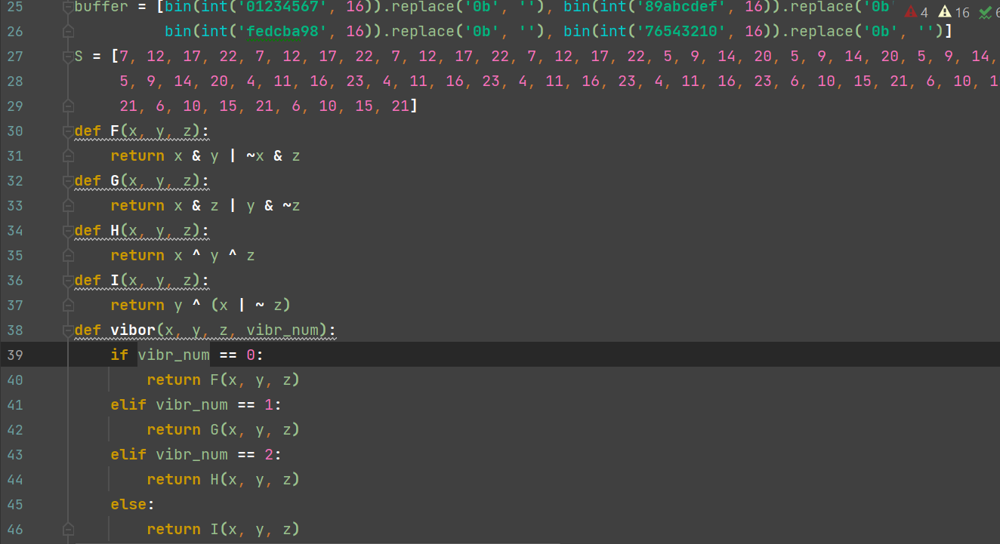 25 buffer = [bin(int('01234567', 16)).replace('0b', ''), bin(int('89abcdef', 16)).replace('0b' 4 16 6
26 bin(int('fedcba98', 16)).replace('0b', ''), bin(int('76543210', 16)).replace('0b', '')]
27 S = [7, 12, 17, 22, 7, 12, 17, 22, 7, 12, 17, 22, 7, 12, 17, 22, 5, 9, 14, 20, 5, 9, 14, 20, 5, 9, 14,
28 5, 9, 14, 20, 4, 11, 16, 23, 4, 11, 16, 23, 4, 11, 16, 23, 4, 11, 16, 23, 6, 10, 15, 21, 6, 10, 1
29 21, 6, 10, 15, 21, 6, 10, 15, 21]
30 def F(x, y, z):
31 return x & y | ~x & z
32 def G(x, y, z):
33 return x & z | y & ~z
34 def H(x, y, z):
35 return x ^ y ^ z
36 def I(x, y, z):
37 return y ^ (x | ~ z)
38 def vibor(x, y, z, vibr_num):
39 if vibr_num == 0:
40 return F(x, y, z)
41 elif vibr_num == 1:
42 return G(x, y, z)
43 elif vibr_num == 2:
44 return H(x, y, z)
45 else:
46 return I(x, y, z)